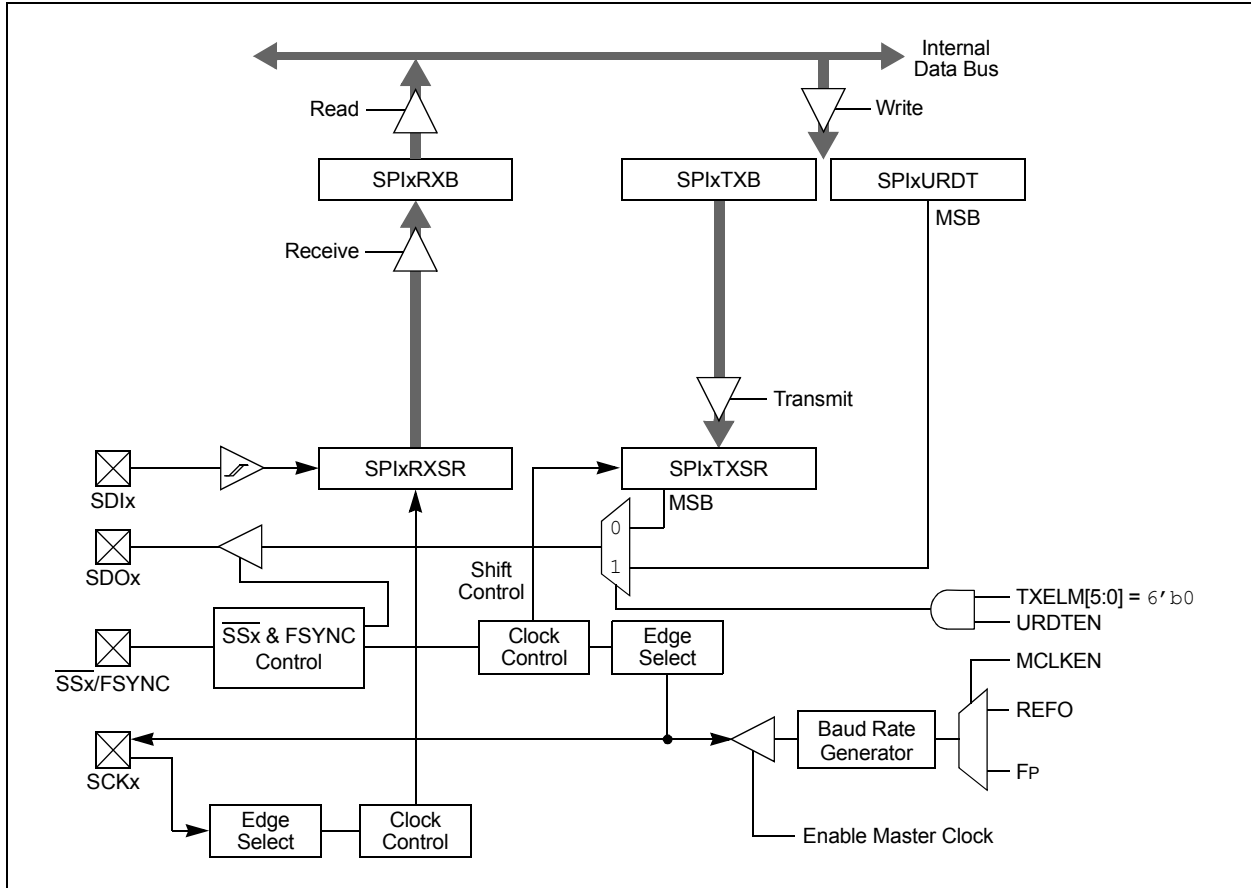 Internal
Data Bus
Read
Write
SPIxRXB
SPIxTXB
SPIxURDT
MSB
Receive
Transmit
SPIxRXSR
SPIxTXSR
SDIx
MSB
0
SDOx
1
Shift
Control
TXELM[5:0] = 6'b0
URDTEN
SSx & FSYNC
Control
Clock
Control
Edge
Select
SSx/FSYNC
MCLKEN
REFO
Baud Rate
Generator
FP
SCKx
Edge
Select
Clock
Control
Enable Master Clock